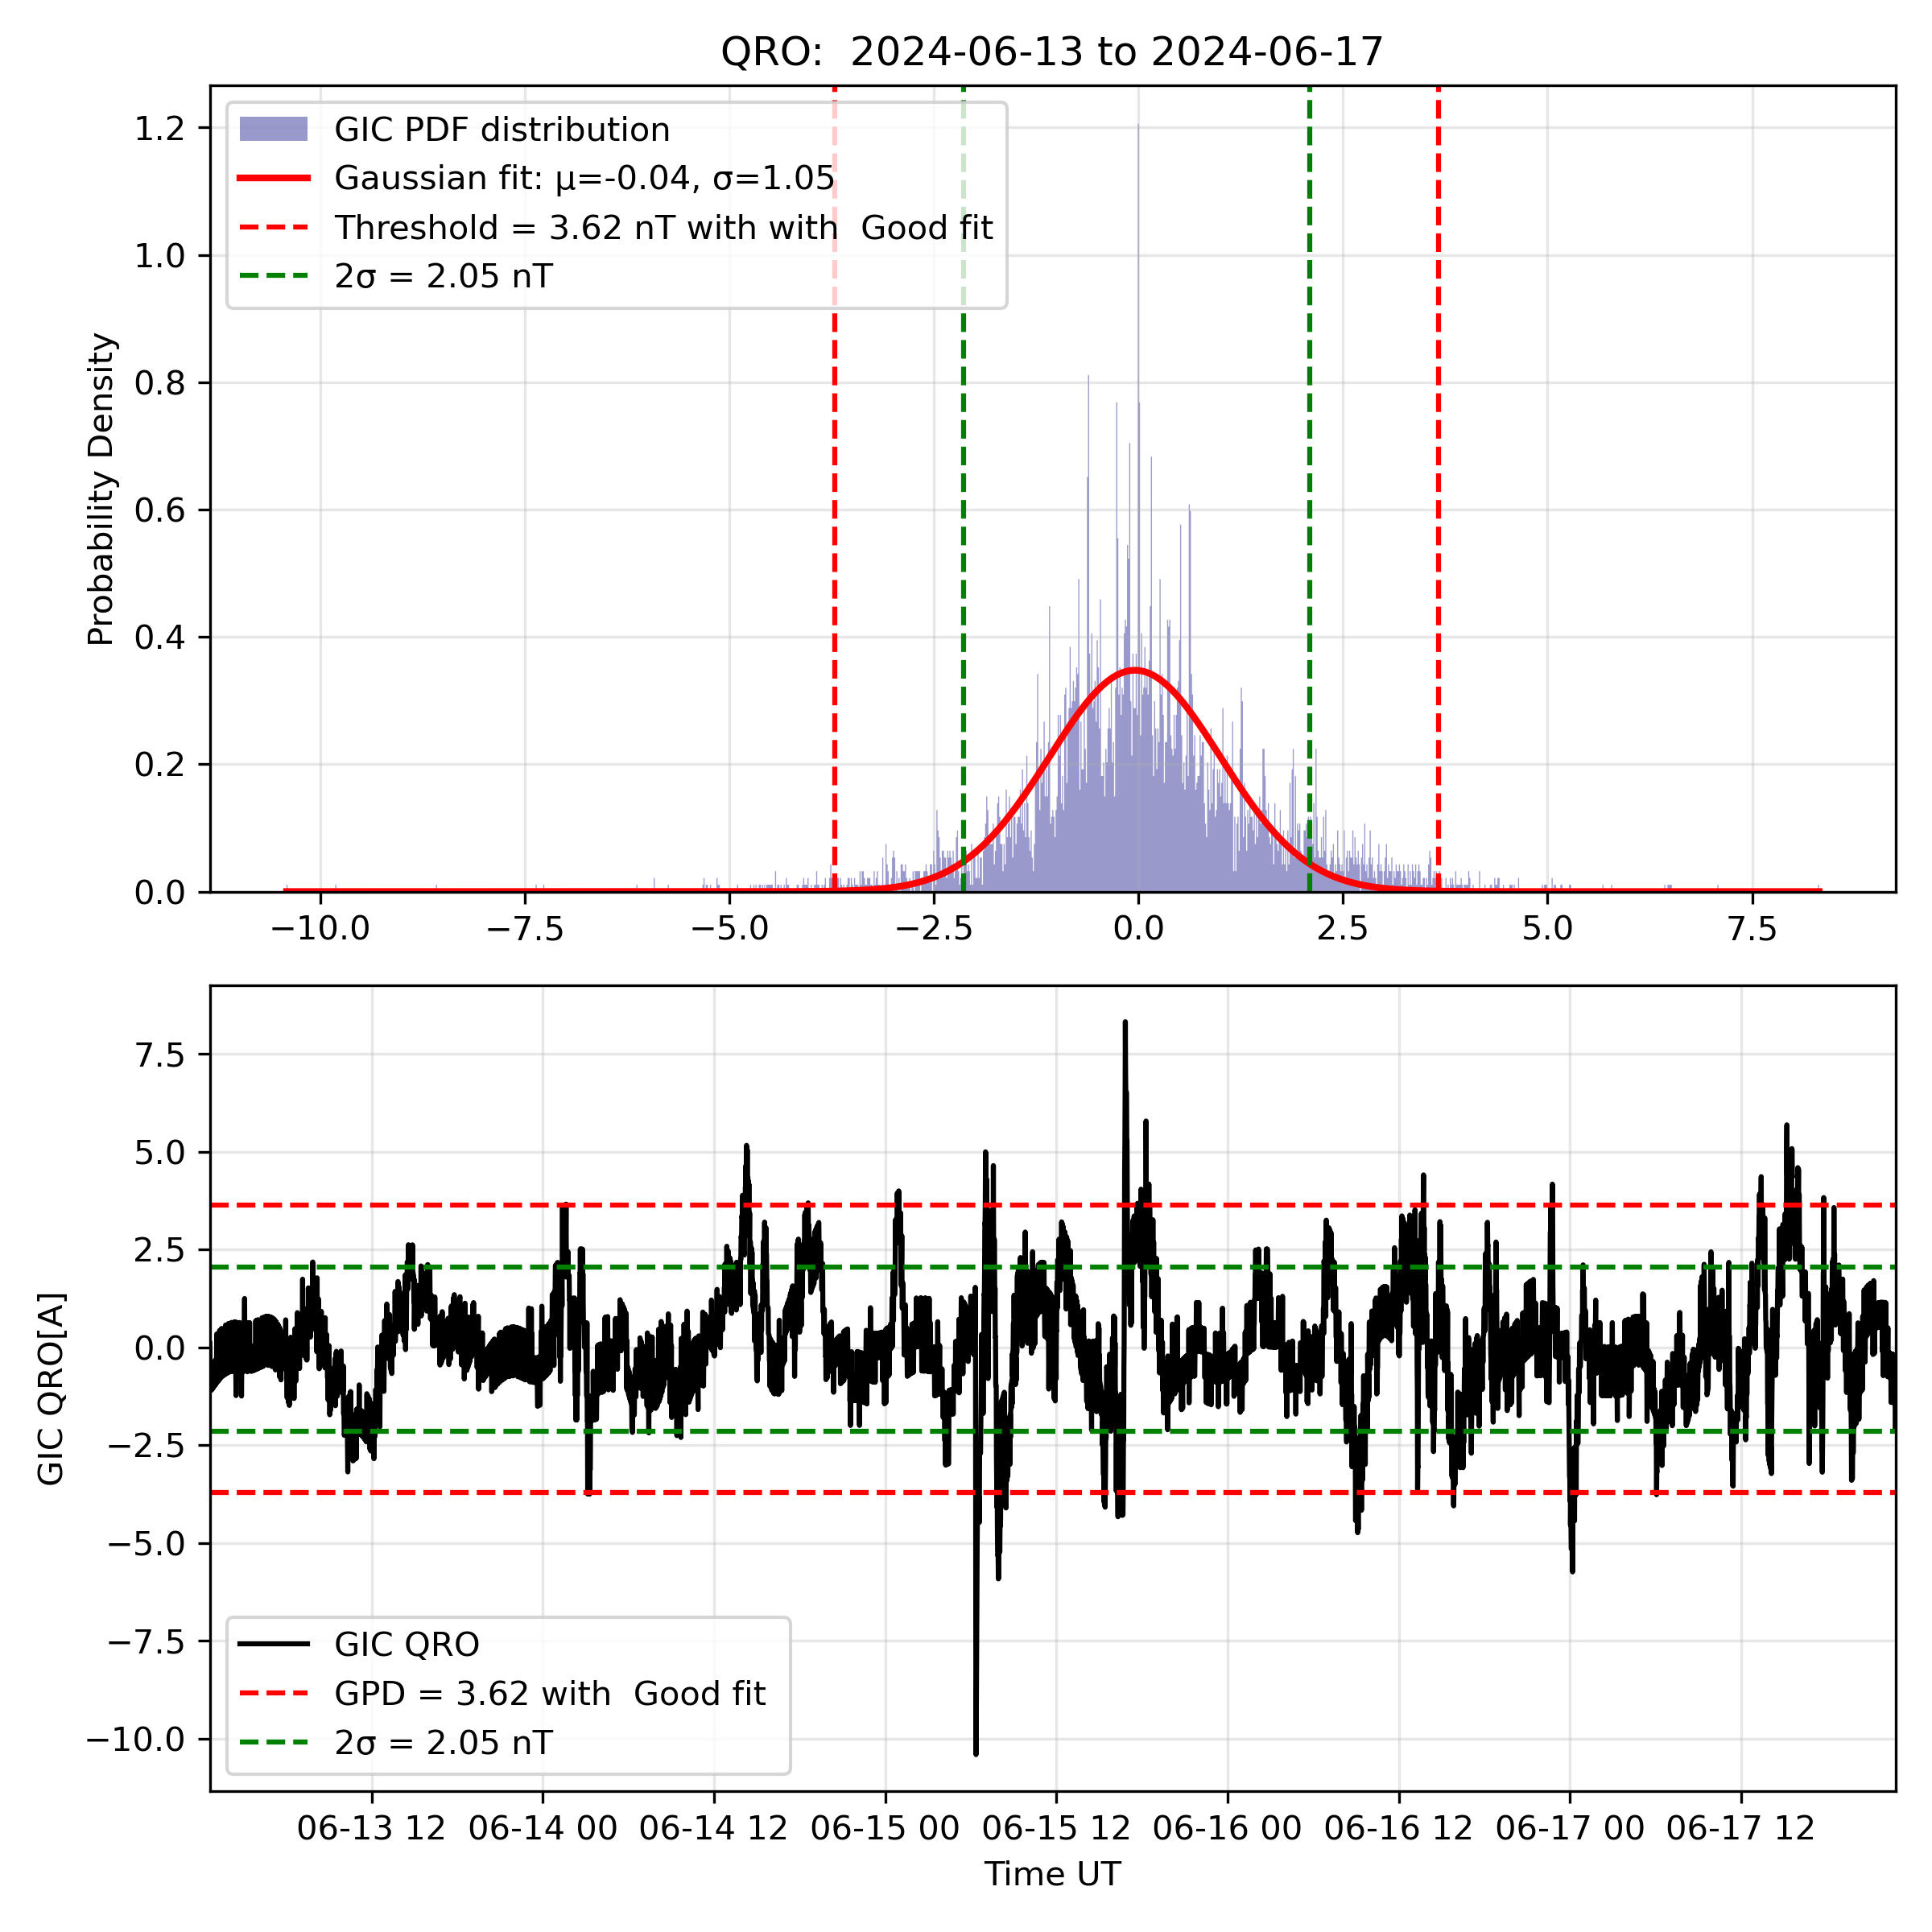 QRO:  2024-06-13 to 2024-06-17
GIC PDF distribution
Gaussian fit: μ=-0.04, σ=1.05
Threshold = 3.62 nT with with  Good fit
2σ = 2.05 nT
Probability Density
1.2
1.0
0.8
0.6
0.4
0.2
0.0
−10.0 −7.5 −5.0 −2.5 0.0 2.5 5.0 7.5
GIC QRO[A]
7.5
5.0
2.5
0.0
−2.5
−5.0
−7.5
−10.0
GIC QRO
GPD = 3.62 with  Good fit
2σ = 2.05 nT
06-13 12 06-14 00 06-14 12 06-15 00 06-15 12 06-16 00 06-16 12 06-17 00 06-17 12
Time UT